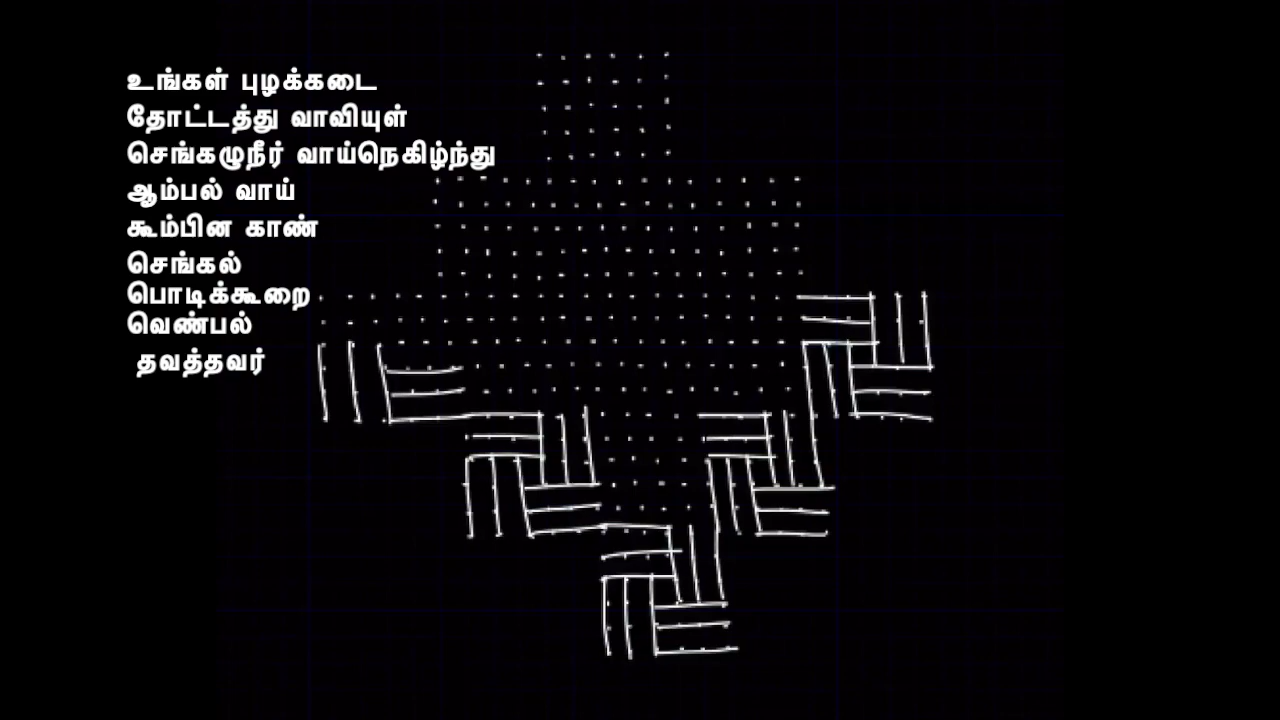 உங்கள் புழக்கடை
தோட்டத்து வாவியுள்
செங்கழுநீர் வாய்நெகிழ்ந்து
ஆம்பல் வாய்
கூம்பின காண்
செங்கல்
பொடிக்கூறை
வெண்பல்
தவத்தவர்